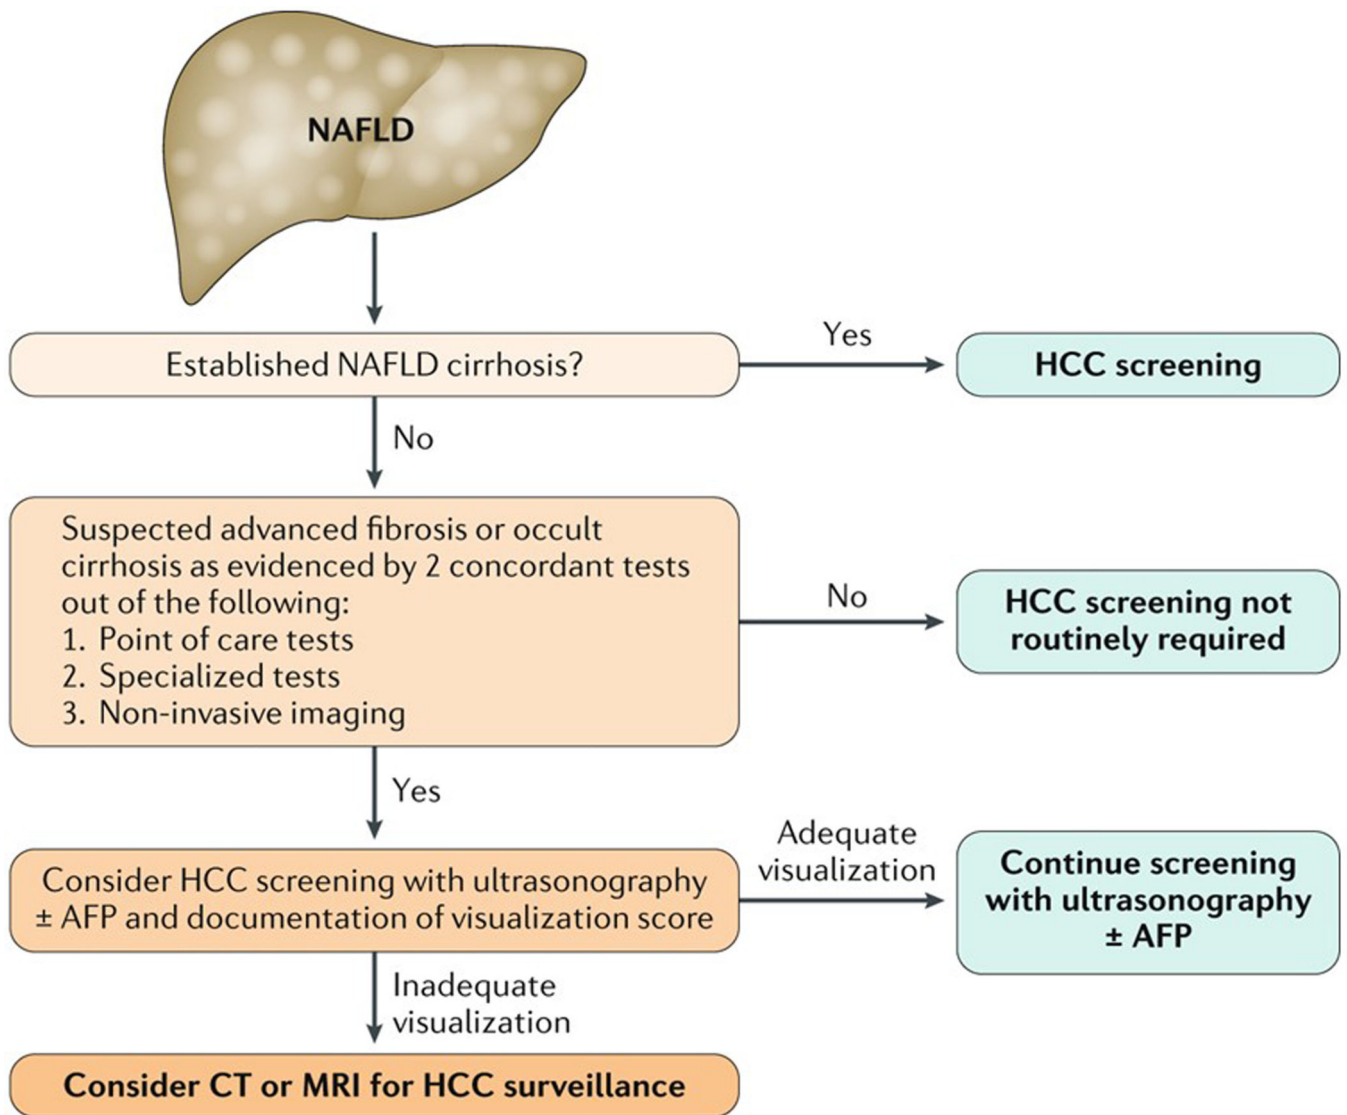 NAFLD
Established NAFLD cirrhosis?
Yes
HCC screening
No
Suspected advanced fibrosis or occult
cirrhosis as evidenced by 2 concordant tests
out of the following:
1. Point of care tests
2. Specialized tests
3. Non-invasive imaging
No
HCC screening not
routinely required
Yes
Consider HCC screening with ultrasonography
± AFP and documentation of visualization score
Adequate
visualization
Continue screening
with ultrasonography
± AFP
Inadequate
visualization
Consider CT or MRI for HCC surveillance